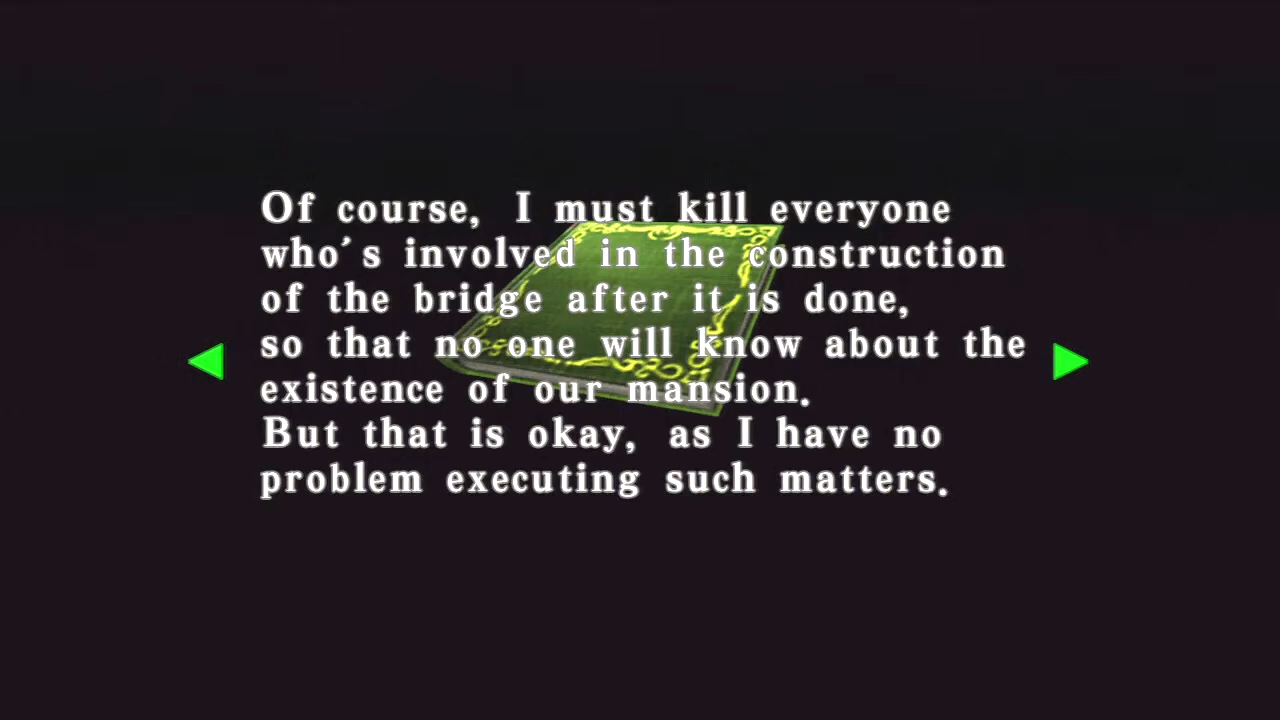 Of course, I must kill everyone
who's involved in the construction
of the bridge after it is done,
so that no one will know about the
existence of our mansion.
But that is okay, as I have no
problem executing such matters.